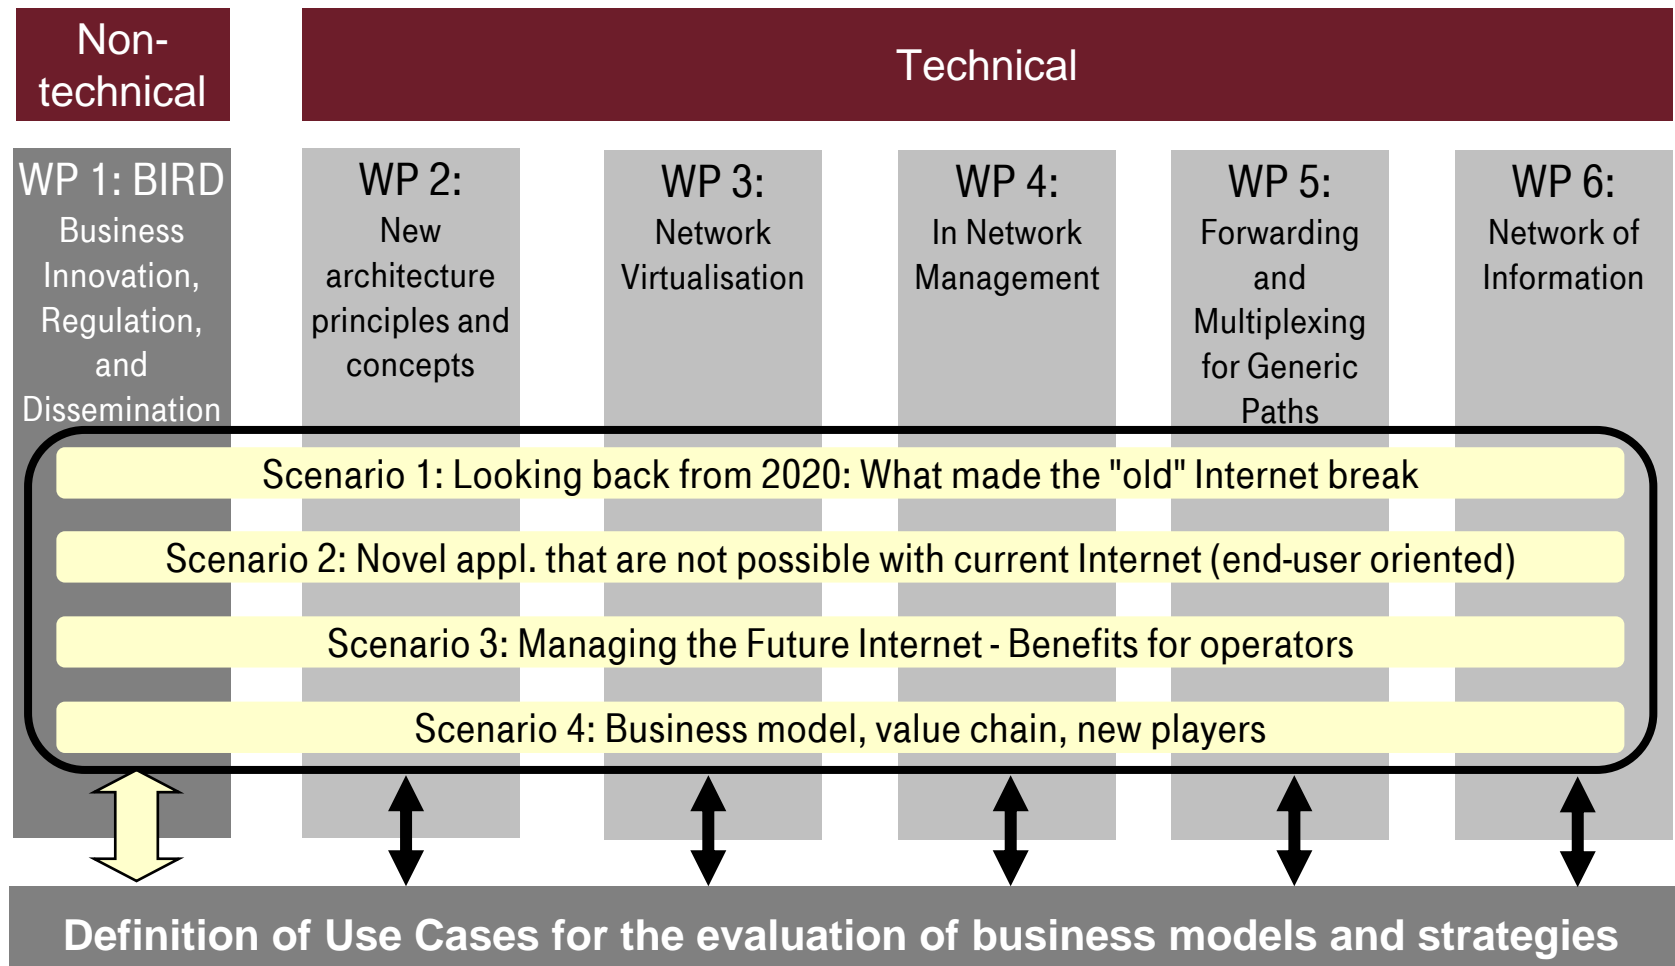 Non-
technical
Technical
WP 1: BIRD
Business
Innovation,
Regulation,
and
Dissemination
WP 2:
New
architecture
principles and
concepts
WP 3:
Network
Virtualisation
WP 4:
In Network
Management
WP 5:
Forwarding
and
Multiplexing
for Generic
Paths
WP 6:
Network of
Information
Scenario 1: Looking back from 2020: What made the "old" Internet break
Scenario 2: Novel appl. that are not possible with current Internet (end-user oriented)
Scenario 3: Managing the Future Internet - Benefits for operators
Scenario 4: Business model, value chain, new players
Definition of Use Cases for the evaluation of business models and strategies